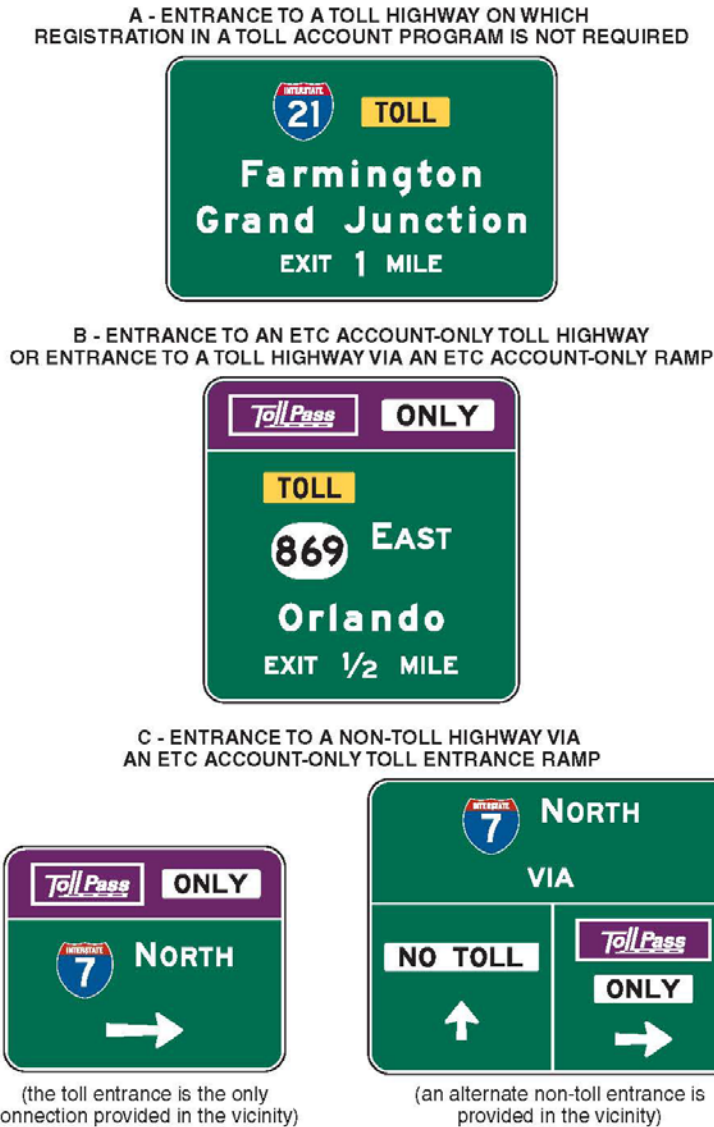 A - ENTRANCE TO A TOLL HIGHWAY ON WHICH
REGISTRATION IN A TOLL ACCOUNT PROGRAM IS NOT REQUIRED
INTERSTATE
21 TOLL
Farmington
Grand Junction
EXIT 1 MILE
B - ENTRANCE TO AN ETC ACCOUNT-ONLY TOLL HIGHWAY
OR ENTRANCE TO A TOLL HIGHWAY VIA AN ETC ACCOUNT-ONLY RAMP
Toll Pass ONLY
TOLL
869 EAST
Orlando
EXIT 1/2 MILE
C - ENTRANCE TO A NON-TOLL HIGHWAY VIA
AN ETC ACCOUNT-ONLY TOLL ENTRANCE RAMP
Toll Pass ONLY
INTERSTATE
7 NORTH
(the toll entrance is the only
onnection provided in the vicinity)
INTERSTATE
7 NORTH
VIA
NO TOLL
Toll Pass
ONLY
(an alternate non-toll entrance is
provided in the vicinity)